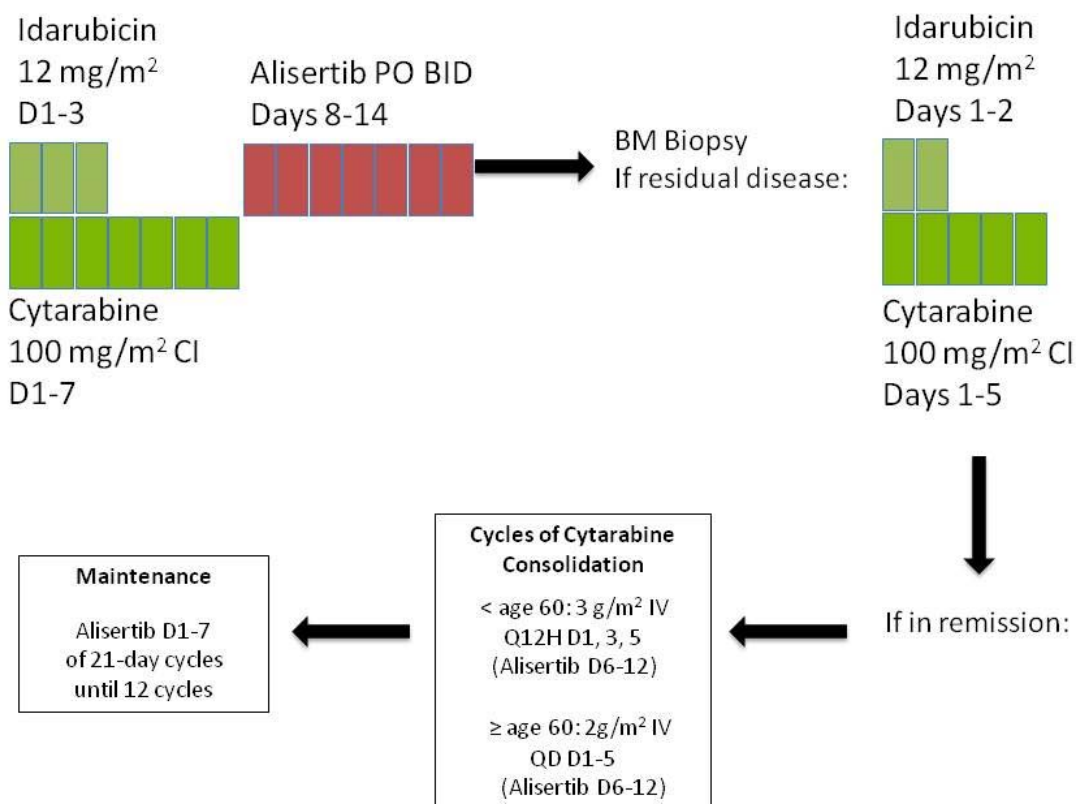 Idarubicin
12 mg/m²
D1-3
Alisertib PO BID
Days 8-14
Cytarabine
100 mg/m² CI
D1-7
BM Biopsy
If residual disease:
Idarubicin
12 mg/m²
Days 1-2
Cytarabine
100 mg/m² CI
Days 1-5
If in remission:
Cycles of Cytarabine
Consolidation
< age 60: 3 g/m² IV
Q12H D1, 3, 5
(Alisertib D6-12)
≥ age 60: 2g/m² IV
QD D1-5
(Alisertib D6-12)
Maintenance
Alisertib D1-7
of 21-day cycles
until 12 cycles